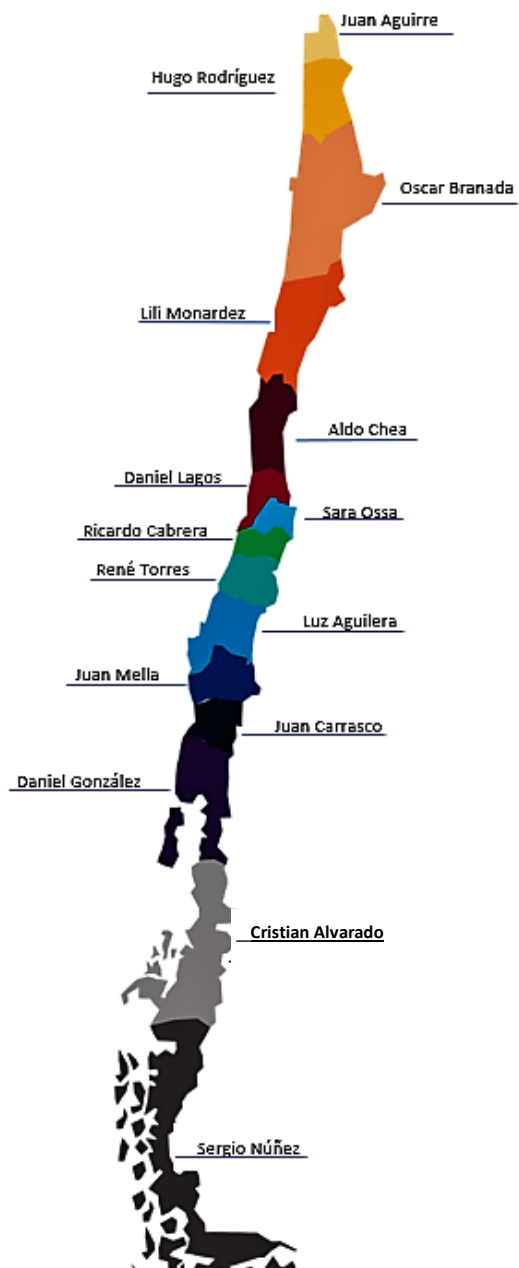 Juan Aguirre
Hugo Rodríguez
Oscar Branada
Lili Monardez
Aldo Chea
Daniel Lagos
Sara Ossa
Ricardo Cabrera
René Torres
Luz Aguilera
Juan Mella
Juan Carrasco
Daniel González
Cristian Alvarado
Sergio Núñez